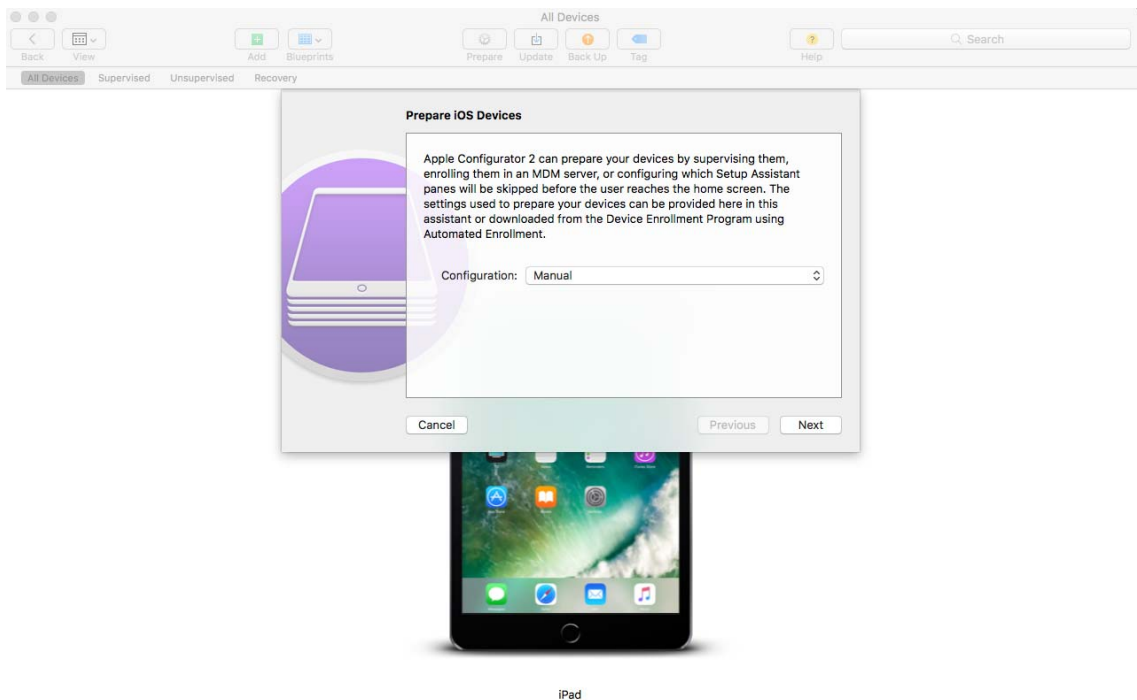 All Devices
Back View Add Blueprints Prepare Update Back Up Tag Help Search
All Devices Supervised Unsupervised Recovery
Prepare iOS Devices
Apple Configurator 2 can prepare your devices by supervising them,
enrolling them in an MDM server, or configuring which Setup Assistant
panes will be skipped before the user reaches the home screen. The
settings used to prepare your devices can be provided here in this
assistant or downloaded from the Device Enrollment Program using
Automated Enrollment.
Configuration: Manual
Cancel Previous Next
iPad